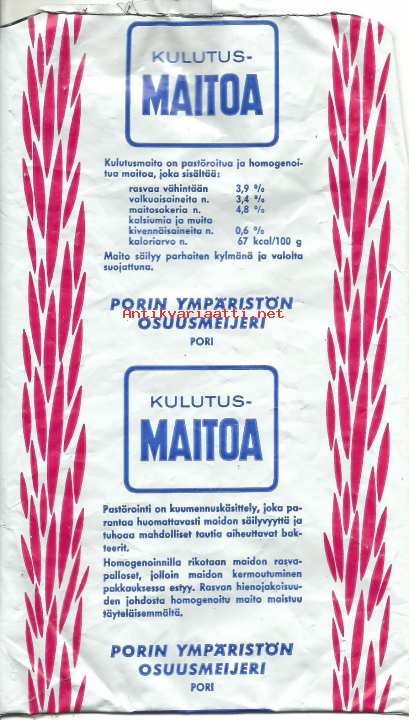 KULUTUS-
MAITOA
Kulutusmaito on pastöroitua ja homogenoi-
tua maitoa, joka sisältää:
rasvaa vähintään 3,9 %
valkuaisaineita n. 3,4 %
maitosokeria n. 4,8 %
kalsiumia ja muita
kivennäisaineita n. 0,6 %
kaloriarvo n. 67 kcal/100 g
Maito säilyy parhaiten kylmänä ja valolta
suojattuna.
PORIN YMPÄRISTÖN
Antikvariaatti.net
OSUUSMEIJERI
PORI
KULUTUS-
MAITOA
Pastörointi on kuumennuskäsittely, joka pa-
rantaa huomattavasti maidon säilyvyyttä ja
tuhoaa mahdolliset tautia aiheuttavat bak-
teerit.
Homogenoinnilla rikotaan maidon rasva-
palloset, jolloin maidon kermoutuminen
pakkauksessa estyy. Rasvan hienojakoisuu-
den johdosta homogenoitu maito maistuu
täyteläisemmältä.
PORIN YMPÄRISTÖN
OSUUSMEIJERI
PORI